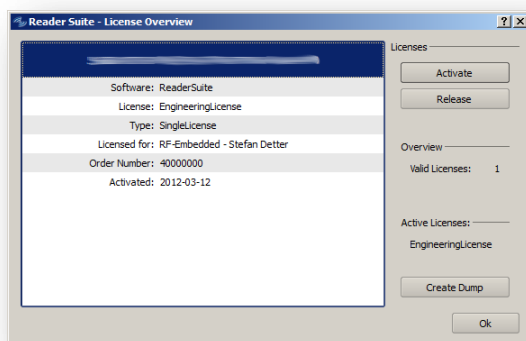 Reader Suite - License Overview
Software: ReaderSuite
License: EngineeringLicense
Type: SingleLicense
Licensed for: RF-Embedded - Stefan Detter
Order Number: 40000000
Activated: 2012-03-12
Licenses
Activate
Release
Overview
Valid Licenses: 1
Active Licenses:
EngineeringLicense
Create Dump
Ok